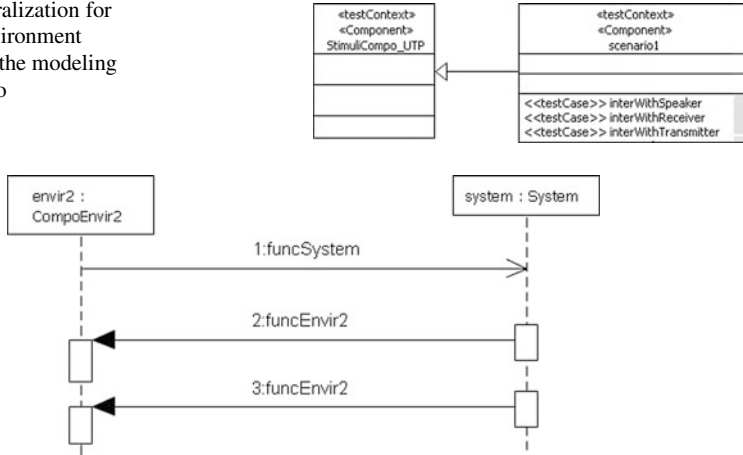 ralization for
ironment
the modeling
o
«testContext»
«Component»
StimuliCompo_UTP
«testContext»
«Component»
scenario1
<<testCase>> interWithSpeaker
<<testCase>> interWithReceiver
<<testCase>> interWithTransmitter
envir2 :
CompoEnvir2
system : System
1:funcSystem
2:funcEnvir2
3:funcEnvir2